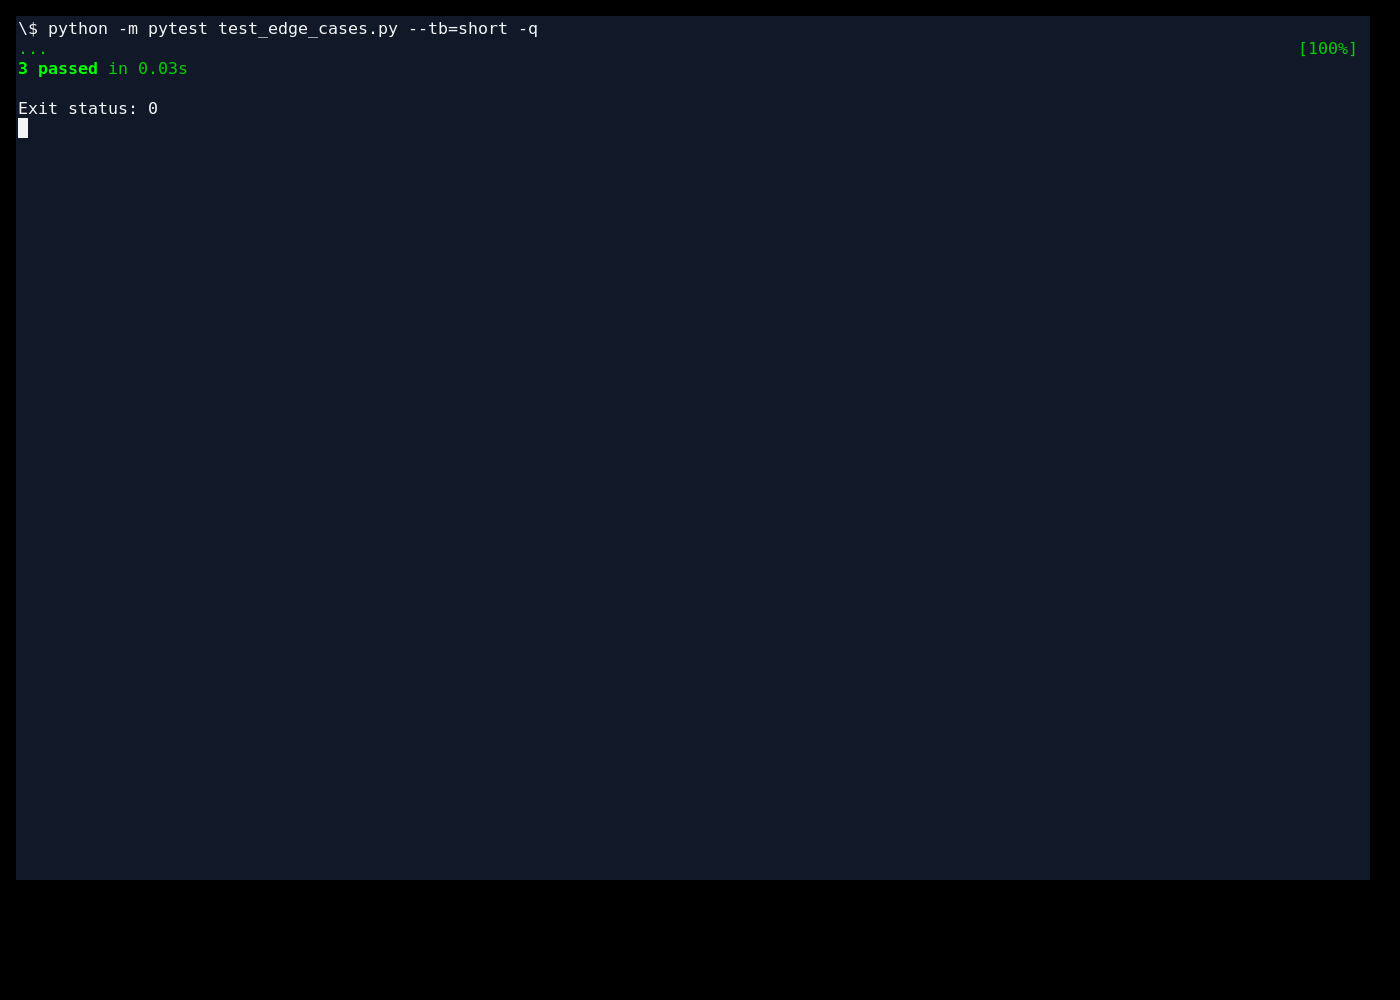 \$ python -m pytest test_edge_cases.py --tb=short -q
... [100%]
3 passed in 0.03s
Exit status: 0